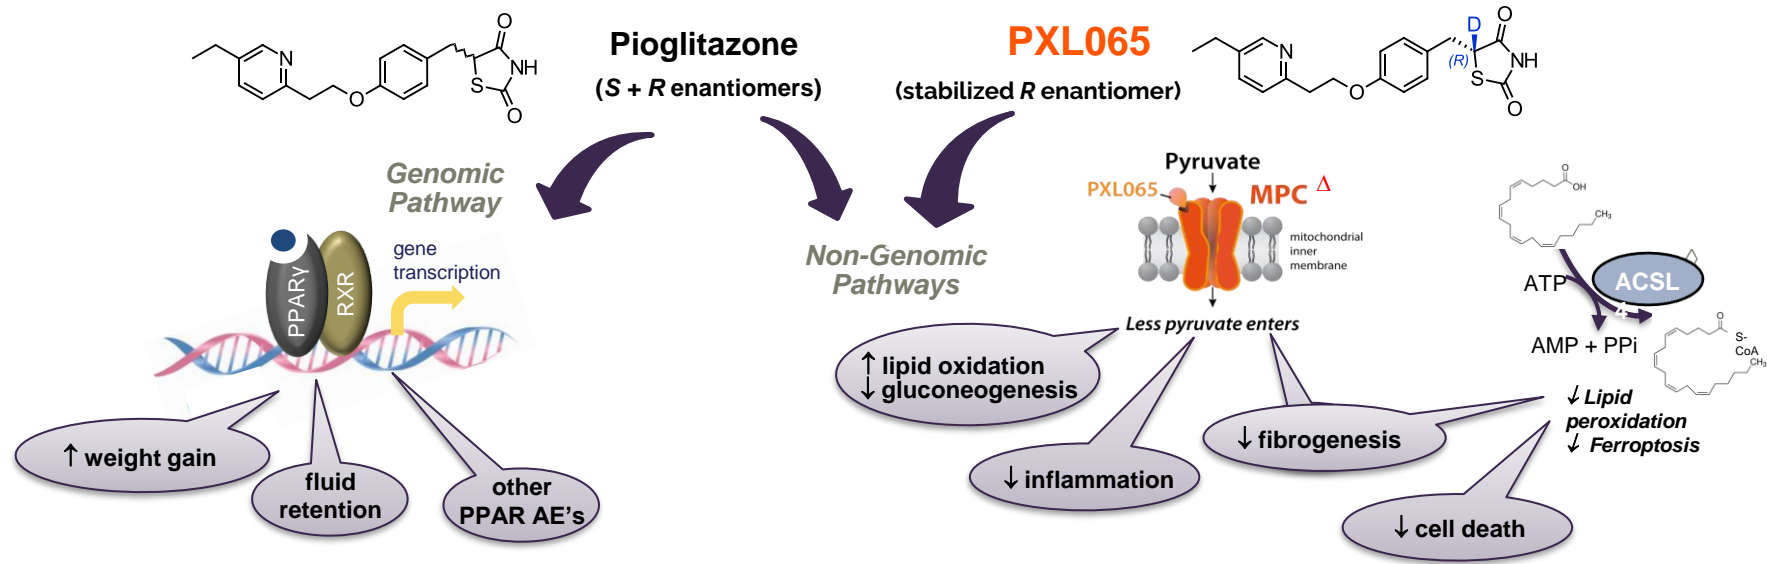 Pioglitazone
(S + R enantiomers)
PXL065
(stabilized R enantiomer)
N
O
O
S
NH
O
N
O
D
(R)
O
S
NH
O
Genomic
Pathway
gene
transcription
PPARγ
RXR
↑ weight gain
fluid
retention
other
PPAR AE's
Non-Genomic
Pathways
Pyruvate
PXL065
MPC Δ
mitochondrial
inner
membrane
Less pyruvate enters
↑ lipid oxidation
↓ gluconeogenesis
↓ inflammation
↓ fibrogenesis
O
OH
CH3
ATP
ACSL
4
AMP + PPi
O
S-
CoA
CH3
↓ Lipid
peroxidation
↓ Ferroptosis
↓ cell death